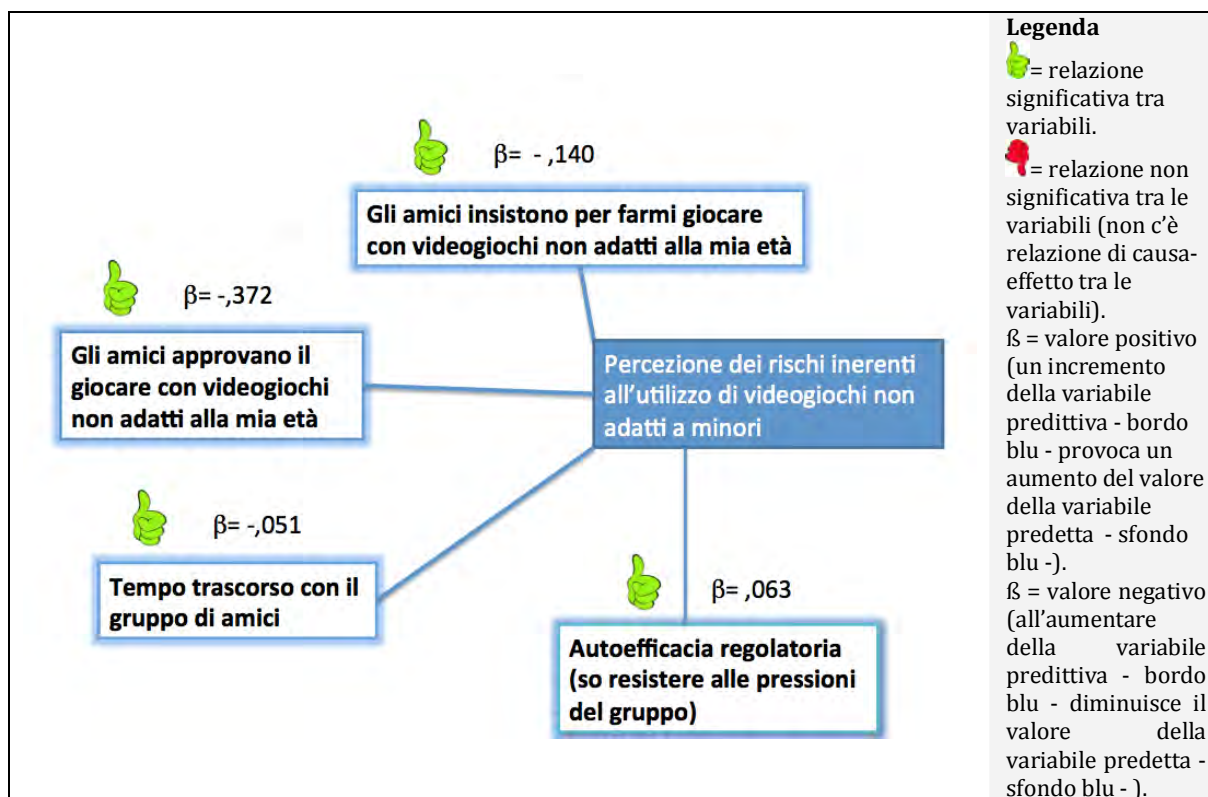 β= - ,140
Gli amici insistono per farmi giocare
con videogiochi non adatti alla mia età
β= -,372
Gli amici approvano il
giocare con videogiochi
non adatti alla mia età
Percezione dei rischi inerenti
all'utilizzo di videogiochi non
adatti a minori
β= -,051
Tempo trascorso con il
gruppo di amici
β= ,063
Autoefficacia regolatoria
(so resistere alle pressioni
del gruppo)
Legenda
= relazione
significativa tra
variabili.
= relazione non
significativa tra le
variabili (non c'è
relazione di causa-
effetto tra le
variabili).
ß = valore positivo
(un incremento
della variabile
predittiva - bordo
blu - provoca un
aumento del valore
della variabile
predetta - sfondo
blu -).
ß = valore negativo
(all'aumentare
della variabile
predittiva - bordo
blu - diminuisce il
valore della
variabile predetta -
sfondo blu - ).